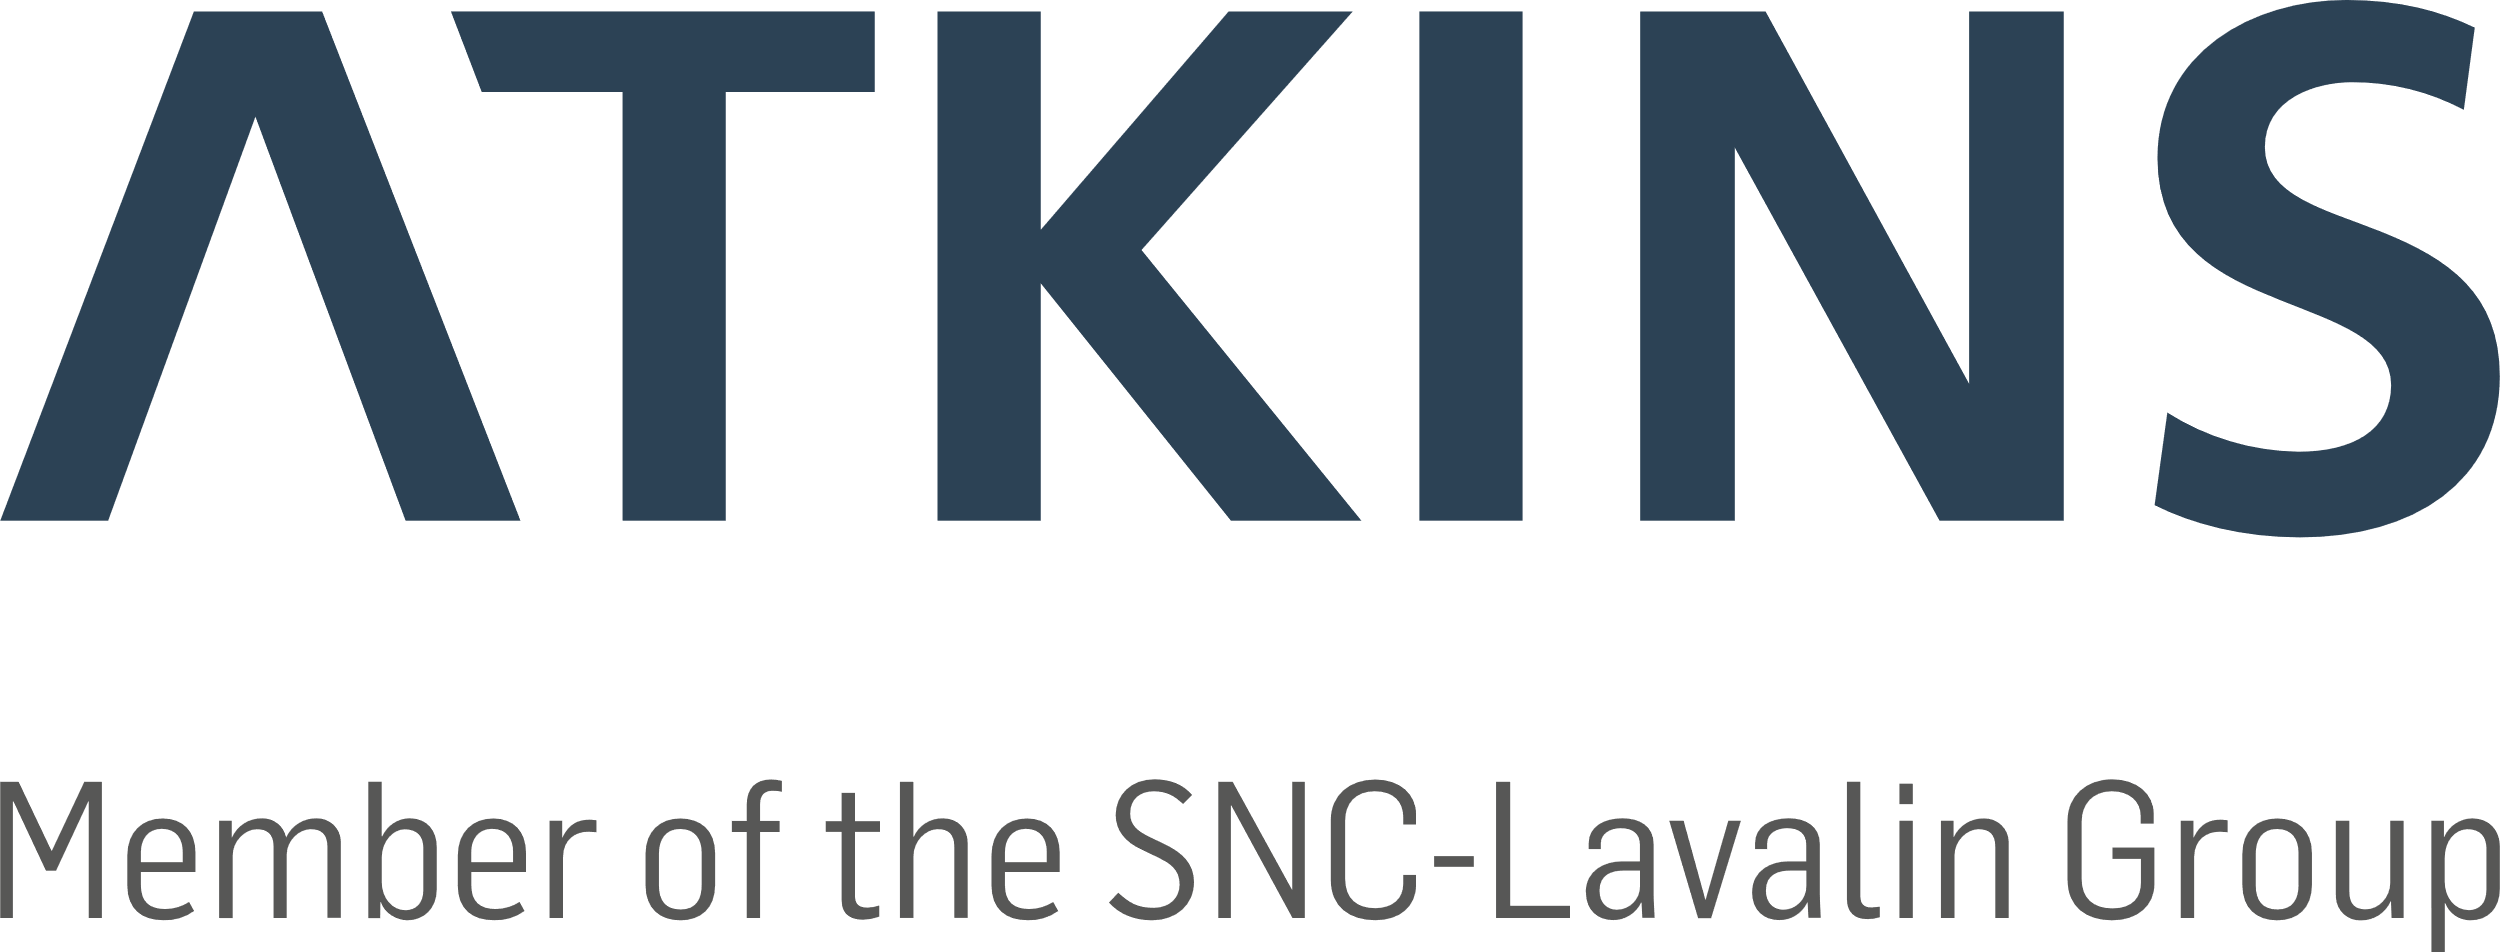 ATKINS
Member of the SNC-Lavalin Group